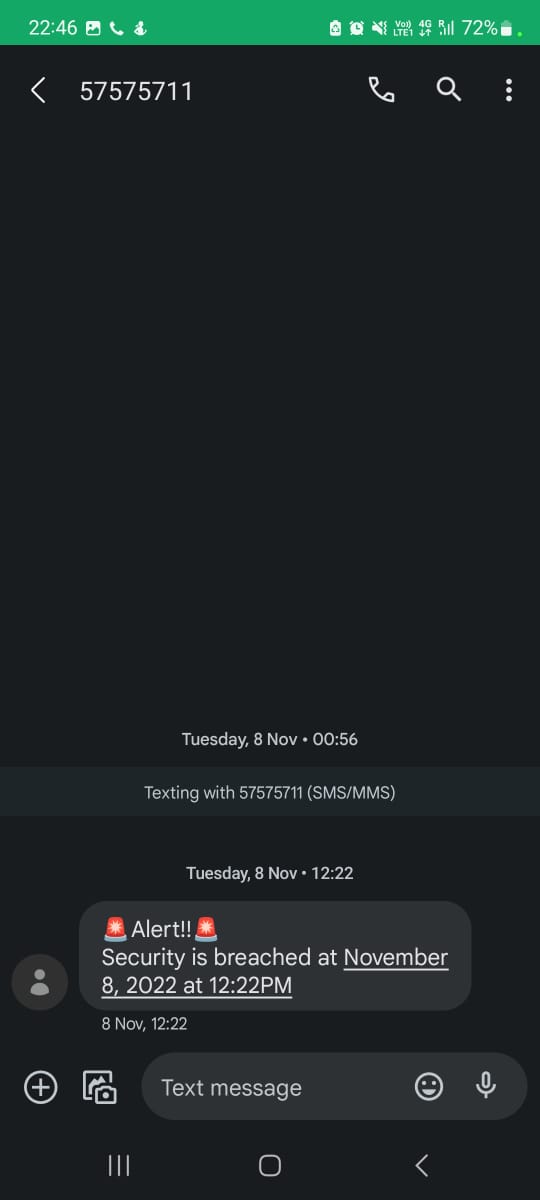 22:46 Vo)) LTE1 4G R 72%
57575711
Tuesday, 8 Nov • 00:56
Texting with 57575711 (SMS/MMS)
Tuesday, 8 Nov • 12:22
🚨 Alert!! 🚨
Security is breached at November
8, 2022 at 12:22PM
8 Nov, 12:22
Text message